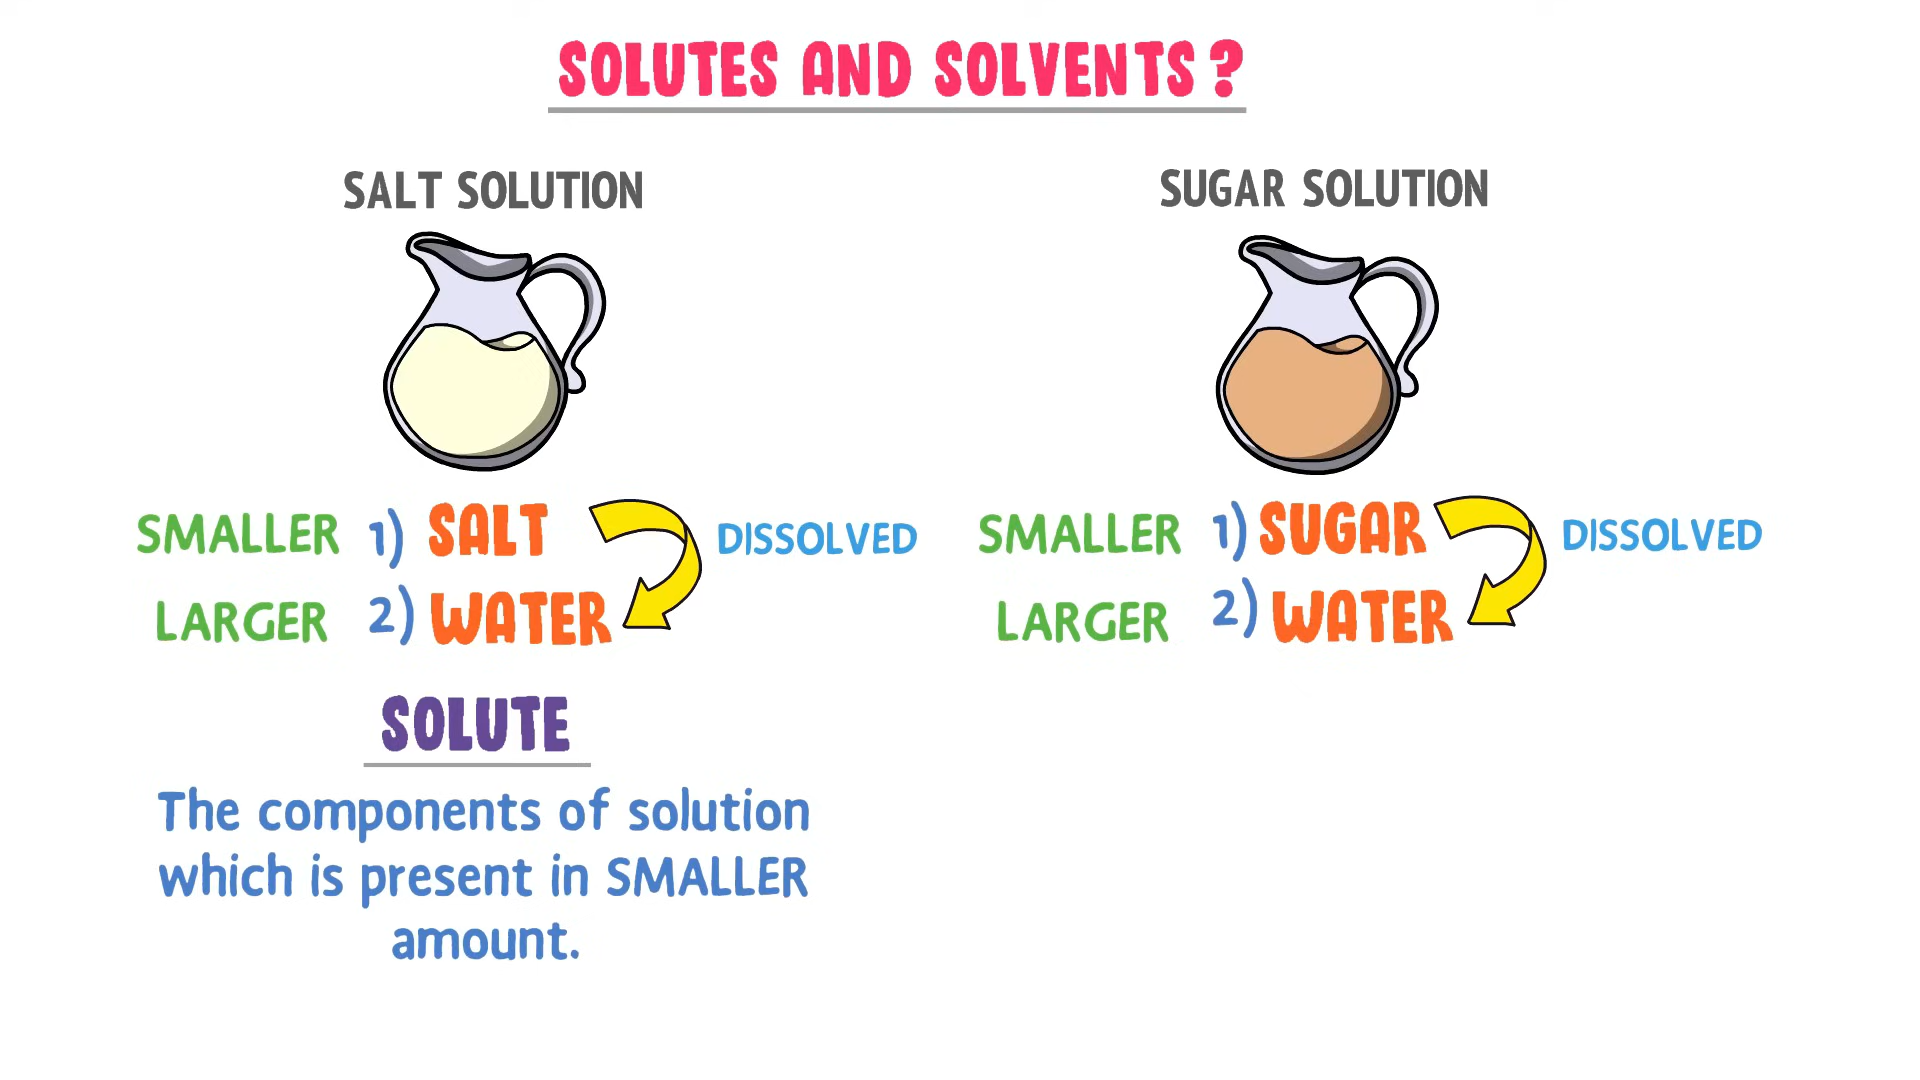 SOLUTES AND SOLVENTS?
SALT SOLUTION
SUGAR SOLUTION
SMALLER 1) SALT DISSOLVED
LARGER 2) WATER
SMALLER 1) SUGAR DISSOLVED
LARGER 2) WATER
SOLUTE
The components of solution
which is present in SMALLER
amount.